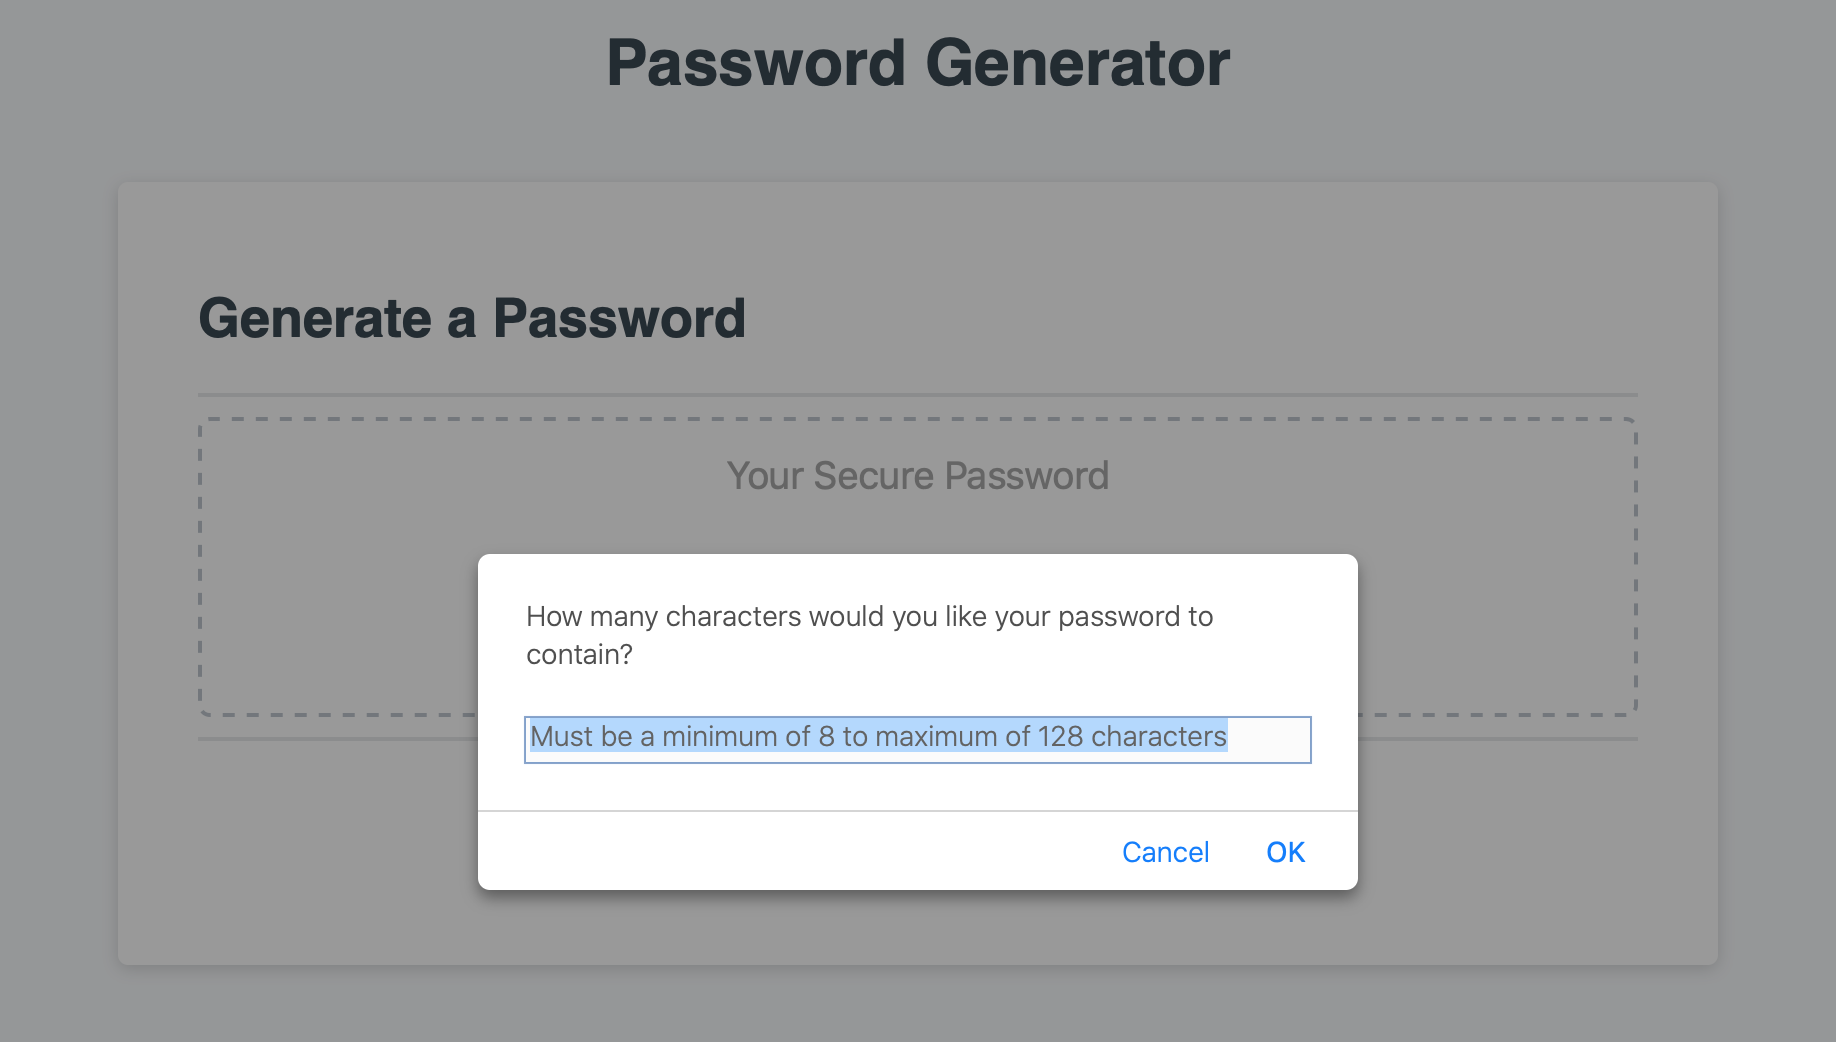 Password Generator
Generate a Password
Your Secure Password
How many characters would you like your password to
contain?
Must be a minimum of 8 to maximum of 128 characters
Cancel OK